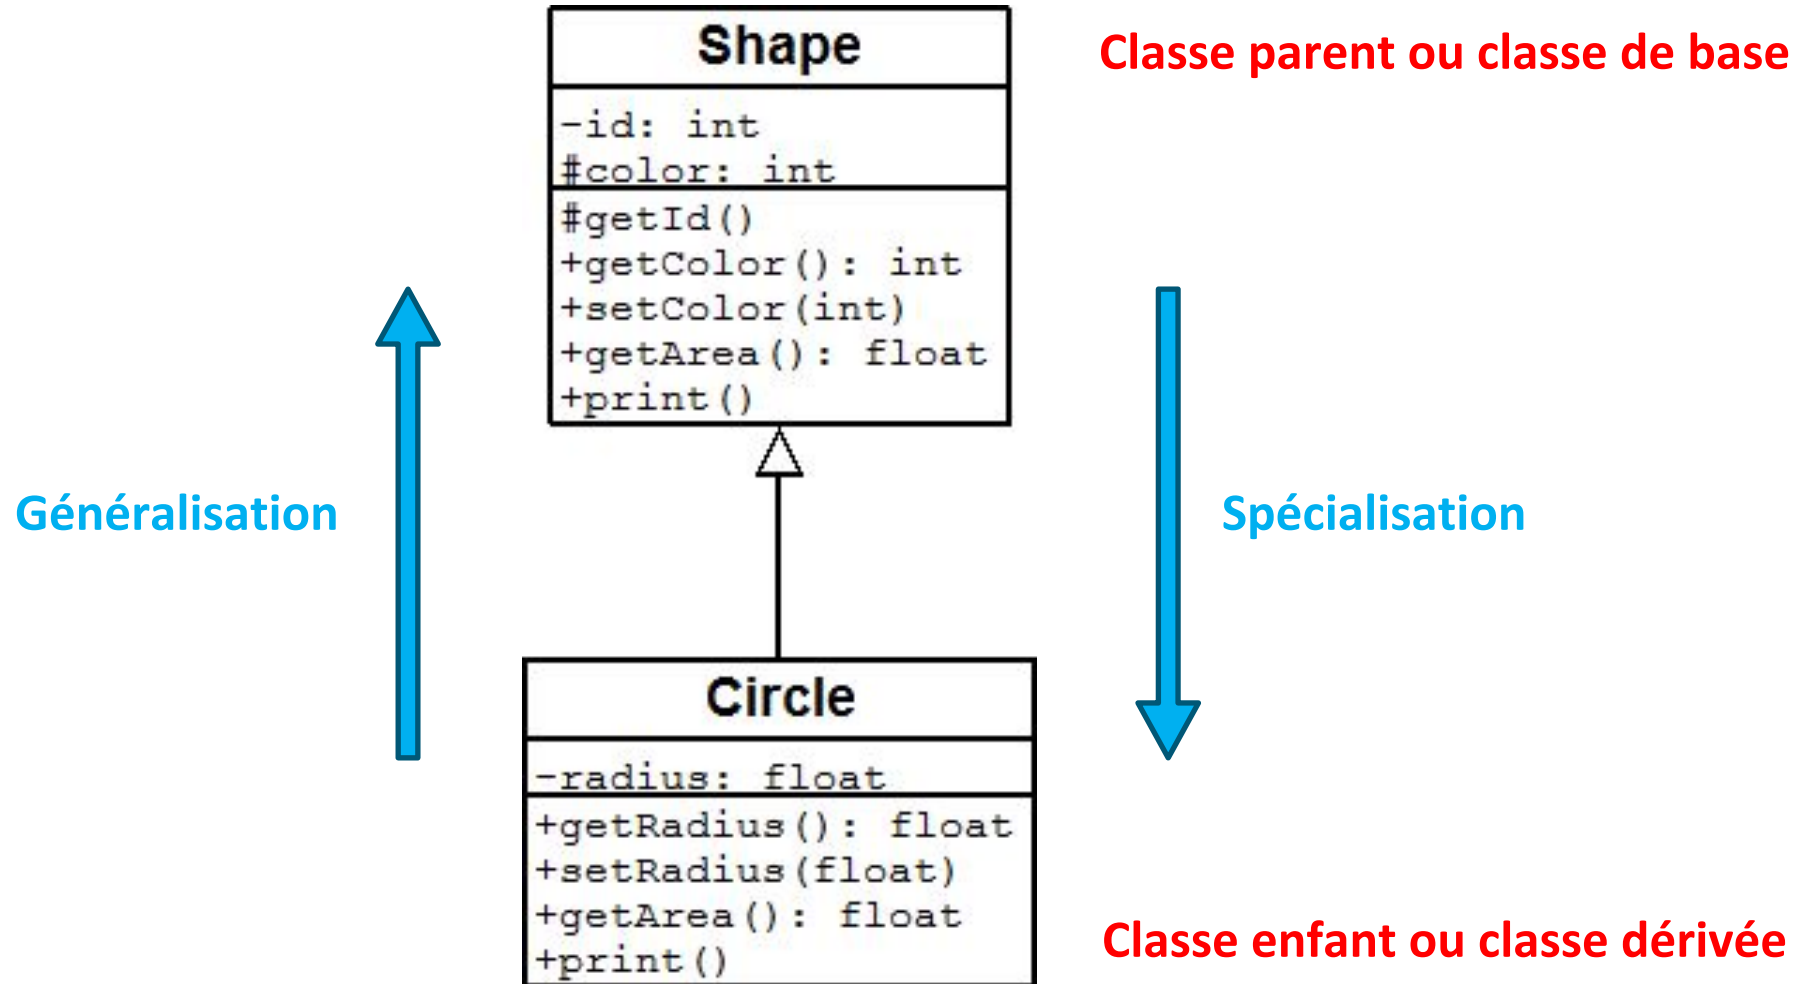 Shape
Classe parent ou classe de base
-id: int
#color: int
#getId()
+getColor(): int
+setColor(int)
+getArea(): float
+print()
Généralisation
Spécialisation
Circle
-radius: float
+getRadius(): float
+setRadius(float)
+getArea(): float
+print()
Classe enfant ou classe dérivée